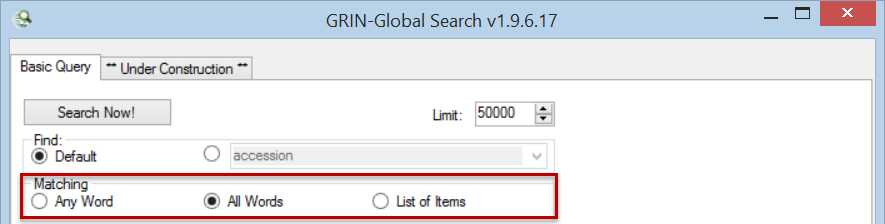 GRIN-Global Search v1.9.6.17
Basic Query ** Under Construction **
Search Now! Limit: 50000
Find:
Default accession
Matching
Any Word All Words List of Items